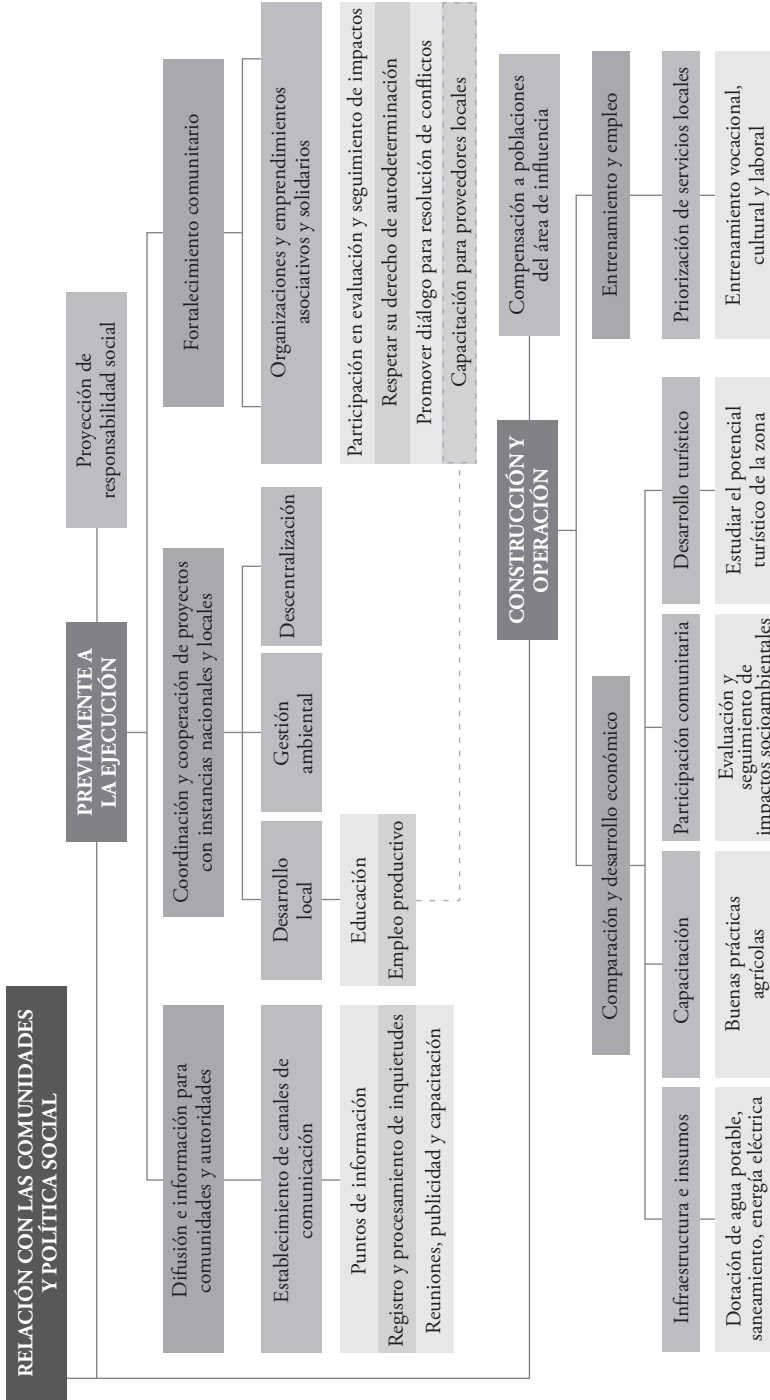 RELACIÓN CON LAS COMUNIDADES
Y POLÍTICA SOCIAL
PREVIAMENTE A
LA EJECUCIÓN
Proyección de
responsabilidad social
Difusión e información para
comunidades y autoridades
Coordinación y cooperación de proyectos
con instancias nacionales y locales
Fortalecimiento comunitario
Establecimiento de canales de
comunicación
Desarrollo
local
Gestión
ambiental
Descentralización
Organizaciones y emprendimientos
asociativos y solidarios
Puntos de información
Registro y procesamiento de inquietudes
Reuniones, publicidad y capacitación
Educación
Empleo productivo
Participación en evaluación y seguimiento de impactos
Respetar su derecho de autodeterminación
Promover diálogo para resolución de conflictos
Capacitación para proveedores locales
CONSTRUCCIÓN Y
OPERACIÓN
Compensación a poblaciones
del área de influencia
Comparación y desarrollo económico
Entrenamiento y empleo
Infraestructura e insumos
Capacitación
Participación comunitaria
Desarrollo turístico
Priorización de servicios locales
Dotación de agua potable,
saneamiento, energía eléctrica
Buenas prácticas
agrícolas
Evaluación y
seguimiento de
impactos socioambientales
Estudiar el potencial
turístico de la zona
Entrenamiento vocacional,
cultural y laboral